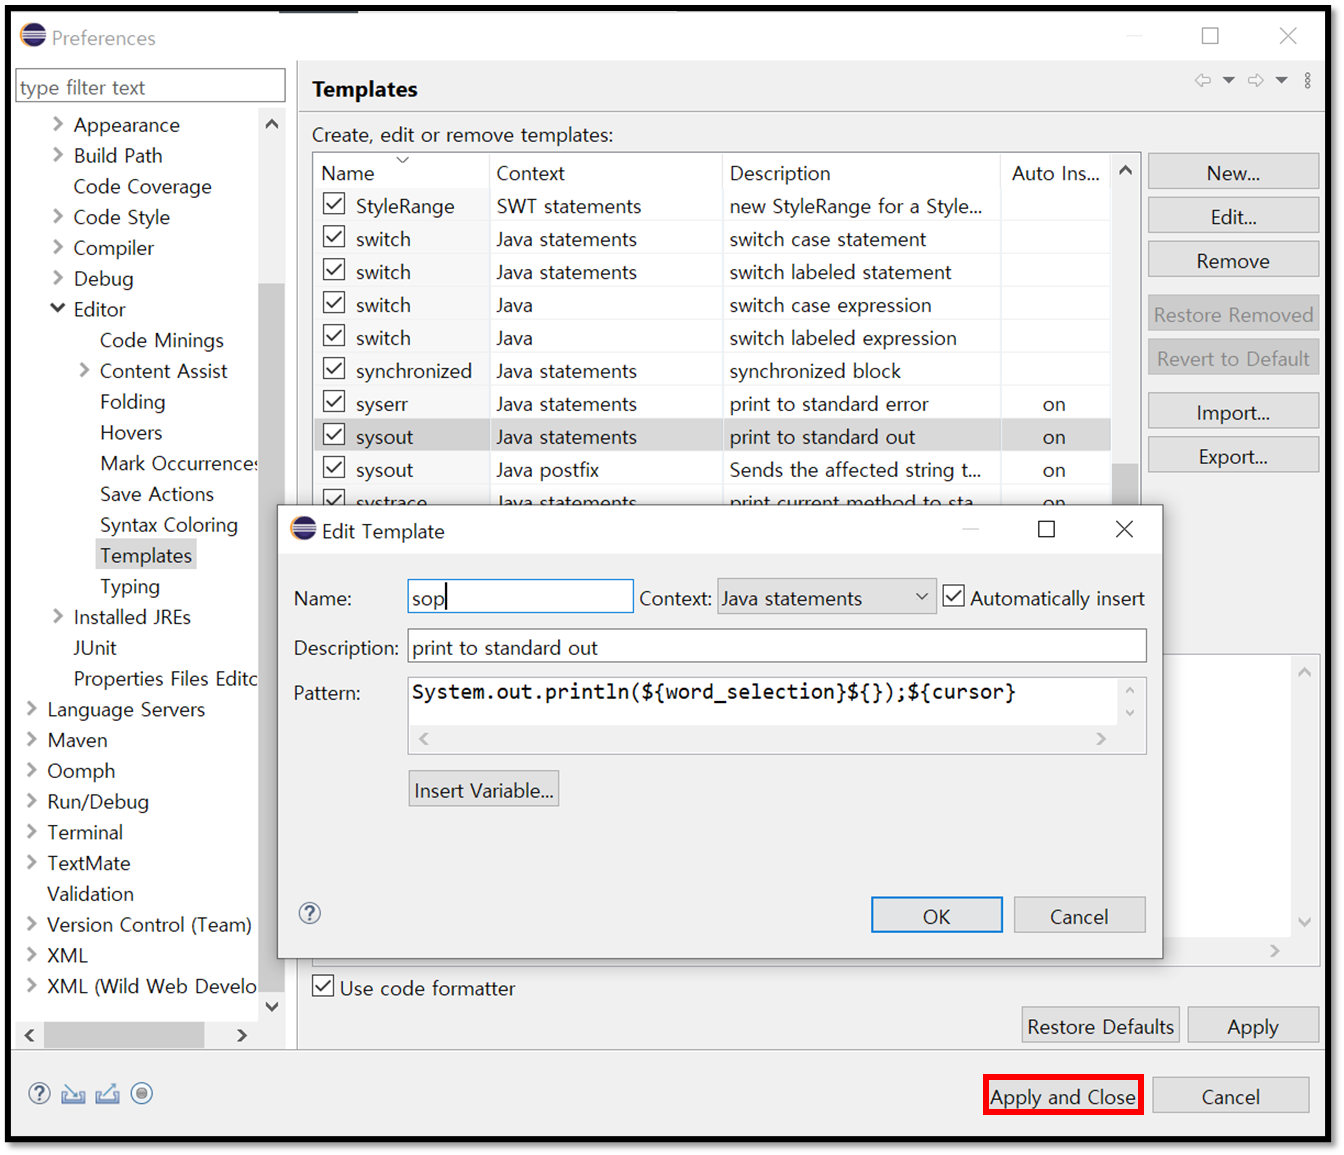 Preferences
type filter text
Appearance
Build Path
Code Coverage
Code Style
Compiler
Debug
Editor
Code Minings
Content Assist
Folding
Hovers
Mark Occurrences
Save Actions
Syntax Coloring
Templates
Typing
Installed JREs
JUnit
Properties Files Edito
Language Servers
Maven
Oomph
Run/Debug
Terminal
TextMate
Validation
Version Control (Team)
XML
XML (Wild Web Develo
Templates
Create, edit or remove templates:
Name Context Description Auto Ins...
StyleRange SWT statements new StyleRange for a Style...
switch Java statements switch case statement
switch Java statements switch labeled statement
switch Java switch case expression
switch Java switch labeled expression
synchronized Java statements synchronized block
syserr Java statements print to standard error on
sysout Java statements print to standard out on
sysout Java postfix Sends the affected string t... on
systrace Java statements print current method to sta... on
New...
Edit...
Remove
Restore Removed
Revert to Default
Import...
Export...
Edit Template
Name: sop Context: Java statements Automatically insert
Description: print to standard out
Pattern: System.out.println(${word_selection}${});${cursor}
Insert Variable...
OK Cancel
Use code formatter
Restore Defaults Apply
Apply and Close Cancel